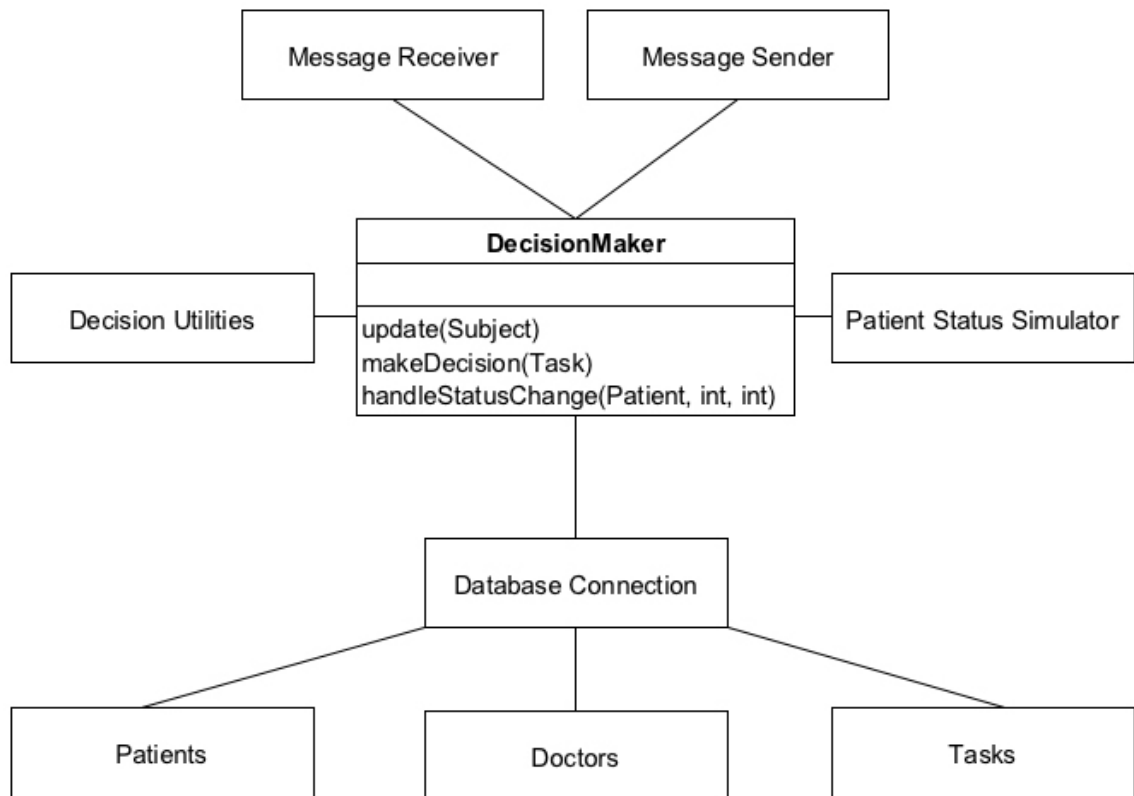 Message Receiver
Message Sender
DecisionMaker
Decision Utilities
update(Subject)
makeDecision(Task)
handleStatusChange(Patient, int, int)
Patient Status Simulator
Database Connection
Patients
Doctors
Tasks